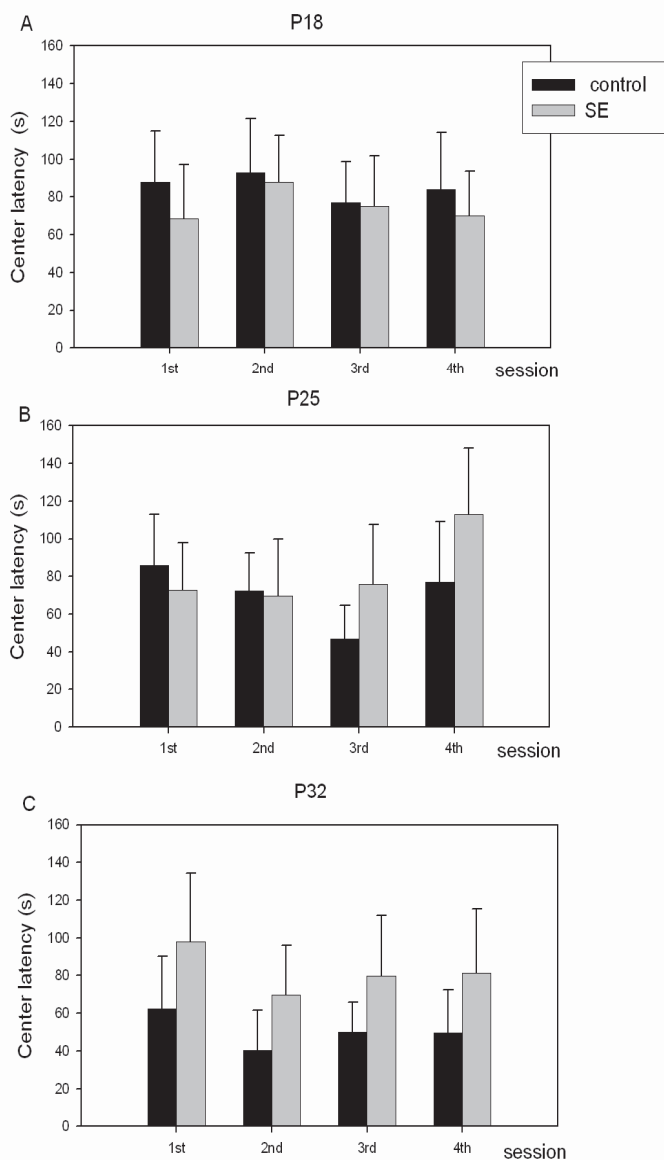 A
P18
160
140
120
100
80
60
40
20
0
Center latency (s)
control
SE
1st 2nd 3rd 4th session
B
P25
160
140
120
100
80
60
40
20
0
Center latency (s)
1st 2nd 3rd 4th session
C
P32
160
140
120
100
80
60
40
20
0
Center latency (s)
1st 2nd 3rd 4th session